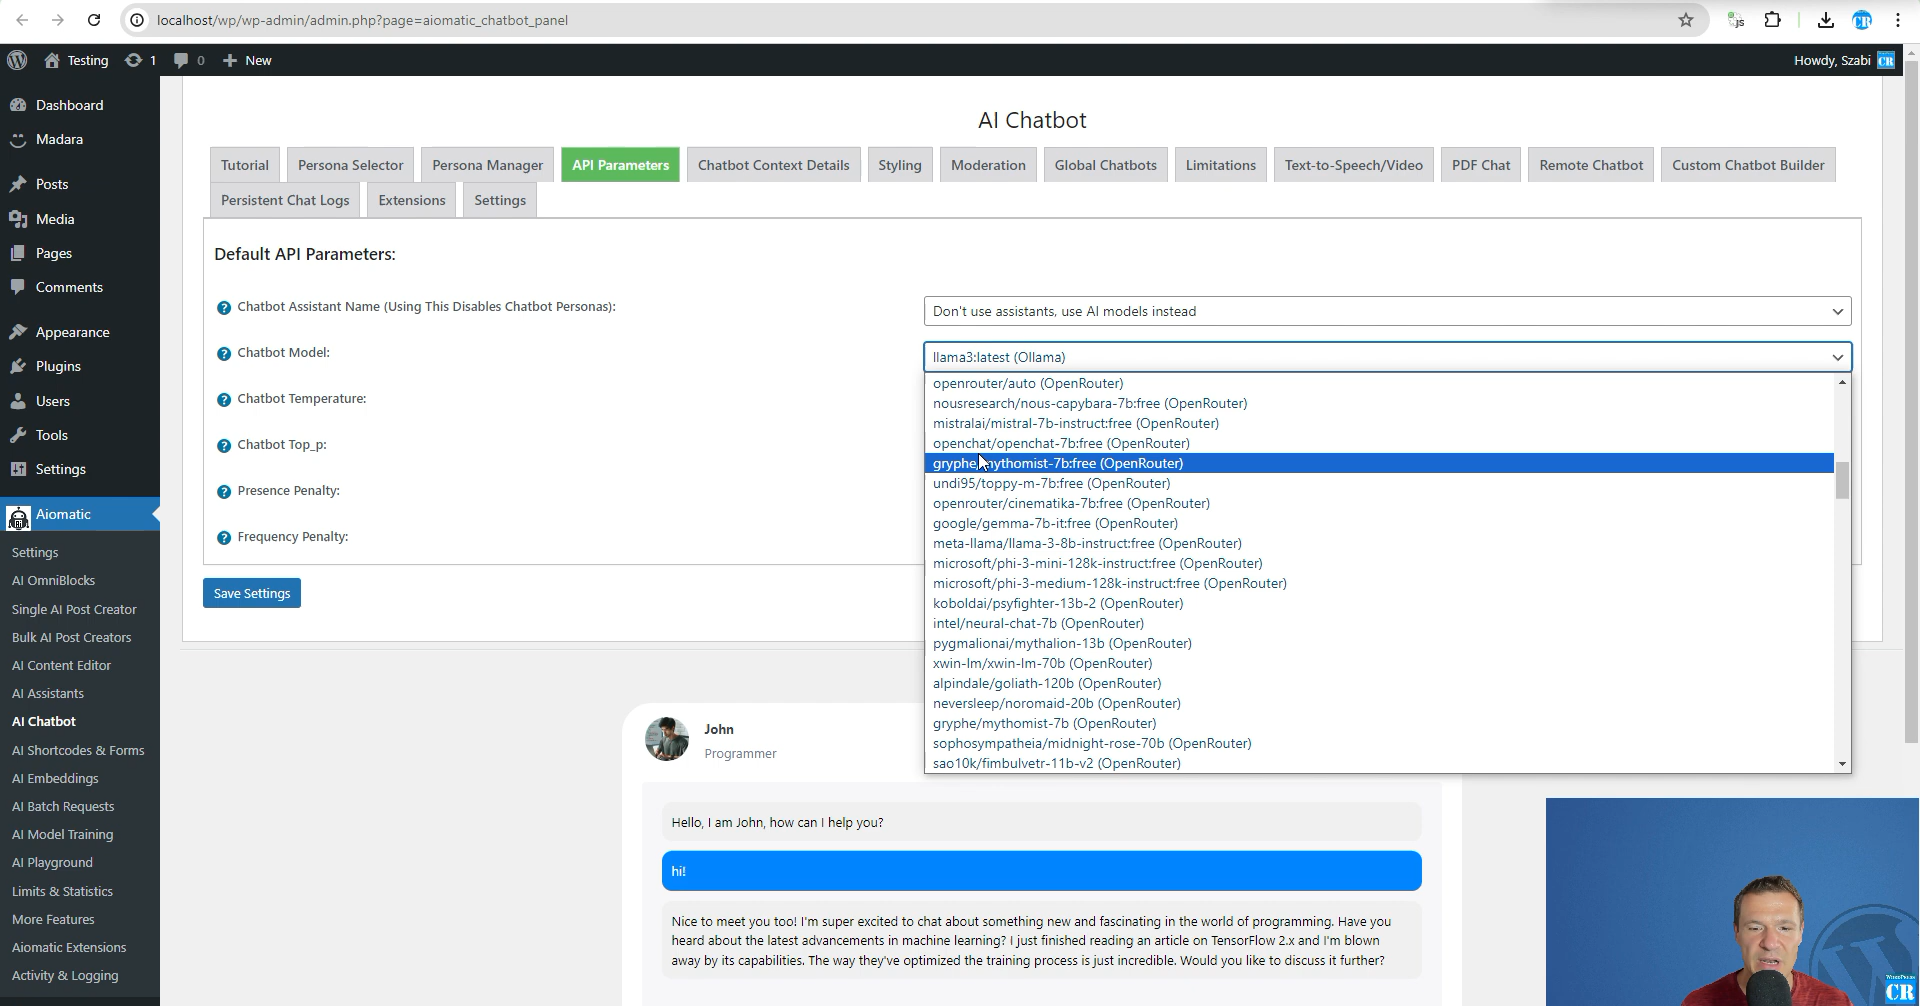 localhost/wp/wp-admin/admin.php?page=aiomatic_chatbot_panel
JS
CR
Testing 1 0 New
Howdy, Szabi CR
Dashboard
Madara
Posts
Media
Pages
Comments
Appearance
Plugins
Users
Tools
Settings
Aiomatic
Settings
AI OmniBlocks
Single AI Post Creator
Bulk AI Post Creators
AI Content Editor
AI Assistants
AI Chatbot
AI Shortcodes & Forms
AI Embeddings
AI Batch Requests
AI Model Training
AI Playground
Limits & Statistics
More Features
Aiomatic Extensions
Activity & Logging
AI Chatbot
Tutorial
Persona Selector
Persona Manager
API Parameters
Chatbot Context Details
Styling
Moderation
Global Chatbots
Limitations
Text-to-Speech/Video
PDF Chat
Remote Chatbot
Custom Chatbot Builder
Persistent Chat Logs
Extensions
Settings
Default API Parameters:
Chatbot Assistant Name (Using This Disables Chatbot Personas):
Don't use assistants, use AI models instead
Chatbot Model:
llama3:latest (Ollama)
Chatbot Temperature:
Chatbot Top_p:
Presence Penalty:
Frequency Penalty:
Save Settings
openrouter/auto (OpenRouter)
nousresearch/nous-capybara-7b:free (OpenRouter)
mistralai/mistral-7b-instruct:free (OpenRouter)
openchat/openchat-7b:free (OpenRouter)
gryphe/mythomist-7b:free (OpenRouter)
undi95/toppy-m-7b:free (OpenRouter)
openrouter/cinematika-7b:free (OpenRouter)
google/gemma-7b-it:free (OpenRouter)
meta-llama/llama-3-8b-instruct:free (OpenRouter)
microsoft/phi-3-mini-128k-instruct:free (OpenRouter)
microsoft/phi-3-medium-128k-instruct:free (OpenRouter)
koboldai/psyfighter-13b-2 (OpenRouter)
intel/neural-chat-7b (OpenRouter)
pygmalionai/mythalion-13b (OpenRouter)
xwin-lm/xwin-lm-70b (OpenRouter)
alpindale/goliath-120b (OpenRouter)
neversleep/noromaid-20b (OpenRouter)
gryphe/mythomist-7b (OpenRouter)
sophosympatheia/midnight-rose-70b (OpenRouter)
sao10k/fimbulvetr-11b-v2 (OpenRouter)
John
Programmer
Hello, I am John, how can I help you?
hi!
Nice to meet you too! I'm super excited to chat about something new and fascinating in the world of programming. Have you
heard about the latest advancements in machine learning? I just finished reading an article on TensorFlow 2.x and I'm blown
away by its capabilities. The way they've optimized the training process is just incredible. Would you like to discuss it further?
WORDPRESS
CR